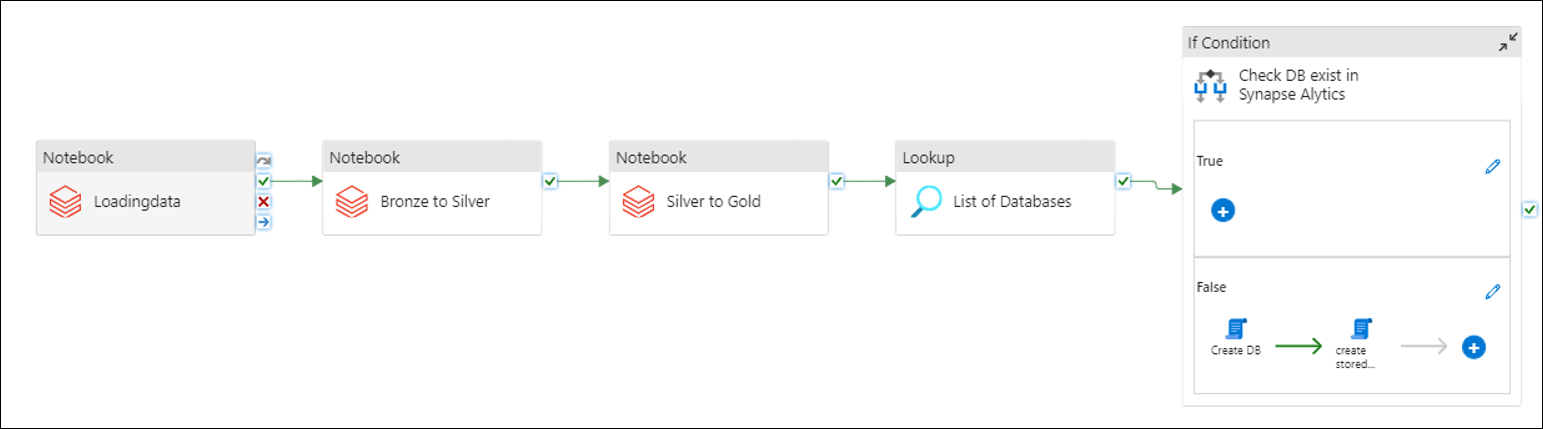 Notebook
Loadingdata
Notebook
Bronze to Silver
Notebook
Silver to Gold
Lookup
List of Databases
If Condition
Check DB exist in
Synapse Alytics
True
False
Create DB
create
stored...